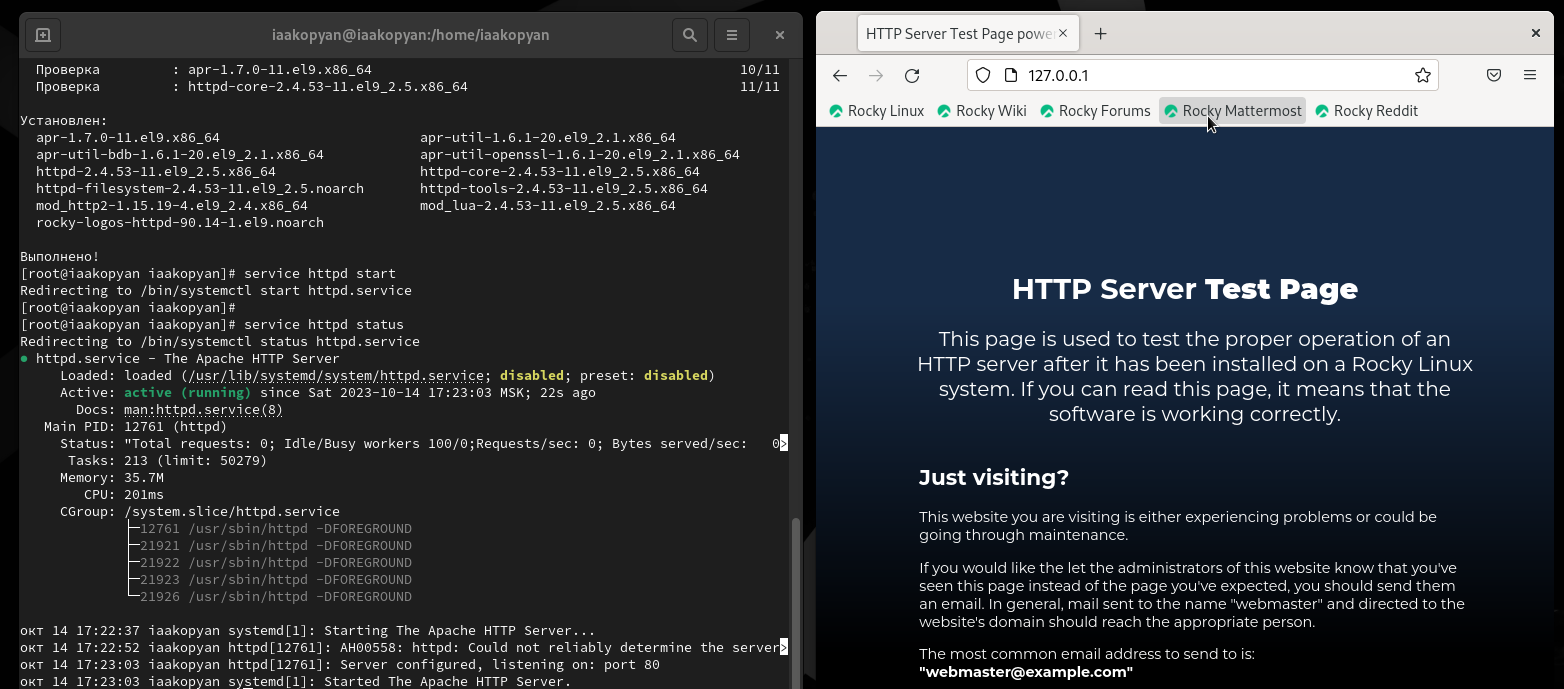 iaakopyan@iaakopyan:/home/iaakopyan
Проверка : apr-1.7.0-11.el9.x86_64 10/11
Проверка : httpd-core-2.4.53-11.el9_2.5.x86_64 11/11
Установлен:
apr-1.7.0-11.el9.x86_64 apr-util-1.6.1-20.el9_2.1.x86_64
apr-util-bdb-1.6.1-20.el9_2.1.x86_64 apr-util-openssl-1.6.1-20.el9_2.1.x86_64
httpd-2.4.53-11.el9_2.5.x86_64 httpd-core-2.4.53-11.el9_2.5.x86_64
httpd-filesystem-2.4.53-11.el9_2.5.noarch httpd-tools-2.4.53-11.el9_2.5.x86_64
mod_http2-1.15.19-4.el9_2.4.x86_64 mod_lua-2.4.53-11.el9_2.5.x86_64
rocky-logos-httpd-90.14-1.el9.noarch
Выполнено!
[root@iaakopyan iaakopyan]# service httpd start
Redirecting to /bin/systemctl start httpd.service
[root@iaakopyan iaakopyan]#
[root@iaakopyan iaakopyan]# service httpd status
Redirecting to /bin/systemctl status httpd.service
● httpd.service - The Apache HTTP Server
Loaded: loaded (/usr/lib/systemd/system/httpd.service; disabled; preset: disabled)
Active: active (running) since Sat 2023-10-14 17:23:03 MSK; 22s ago
Docs: man:httpd.service(8)
Main PID: 12761 (httpd)
Status: "Total requests: 0; Idle/Busy workers 100/0;Requests/sec: 0; Bytes served/sec: 0>
Tasks: 213 (limit: 50279)
Memory: 35.7M
CPU: 201ms
CGroup: /system.slice/httpd.service
├─12761 /usr/sbin/httpd -DFOREGROUND
├─21921 /usr/sbin/httpd -DFOREGROUND
├─21922 /usr/sbin/httpd -DFOREGROUND
├─21923 /usr/sbin/httpd -DFOREGROUND
└─21926 /usr/sbin/httpd -DFOREGROUND
окт 14 17:22:37 iaakopyan systemd[1]: Starting The Apache HTTP Server...
окт 14 17:22:52 iaakopyan httpd[12761]: AH00558: httpd: Could not reliably determine the server>
окт 14 17:23:03 iaakopyan httpd[12761]: Server configured, listening on: port 80
окт 14 17:23:03 iaakopyan systemd[1]: Started The Apache HTTP Server.
HTTP Server Test Page powe
127.0.0.1
Rocky Linux Rocky Wiki Rocky Forums Rocky Mattermost Rocky Reddit
HTTP Server Test Page
This page is used to test the proper operation of an
HTTP server after it has been installed on a Rocky Linux
system. If you can read this page, it means that the
software is working correctly.
Just visiting?
This website you are visiting is either experiencing problems or could be
going through maintenance.
If you would like the let the administrators of this website know that you've
seen this page instead of the page you've expected, you should send them
an email. In general, mail sent to the name "webmaster" and directed to the
website's domain should reach the appropriate person.
The most common email address to send to is:
"webmaster@example.com"